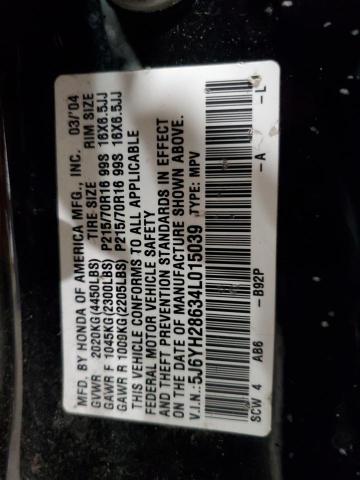 MFD. BY HONDA OF AMERICA MFG., INC. 03/'04
GVWR 2020KG(4450LBS) TIRE SIZE RIM SIZE
GAWR F 1045KG(2300LBS) P215/70R16 99S 16X6.5JJ
GAWR R 1009KG(2205LBS) P215/70R16 99S 16X6.5JJ
THIS VEHICLE CONFORMS TO ALL APPLICABLE
FEDERAL MOTOR VEHICLE SAFETY
AND THEFT PREVENTION STANDARDS IN EFFECT
ON THE DATE OF MANUFACTURE SHOWN ABOVE.
V.I.N.:5J6YH28634L015039 TYPE: MPV
SCW 4 AB6 -B92P -A -L